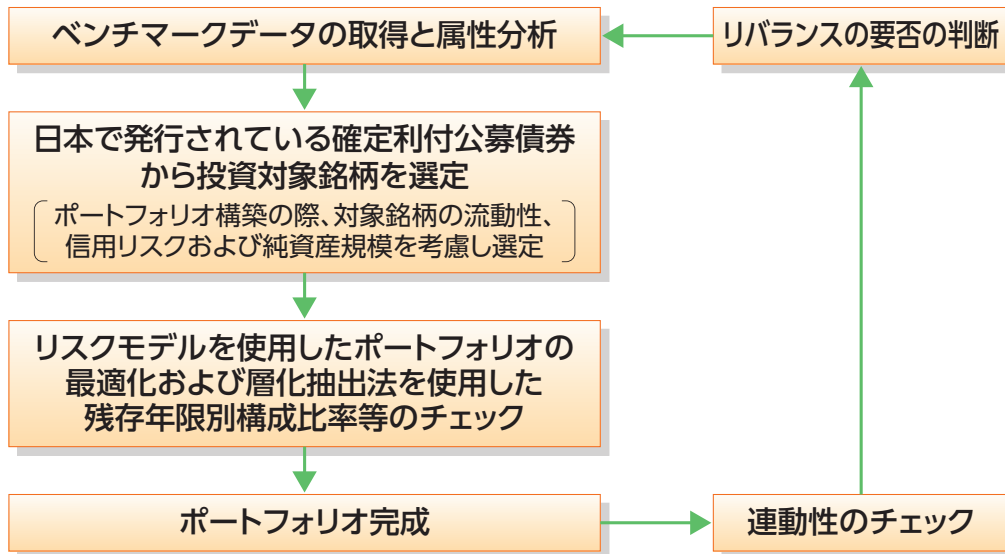 ベンチマークデータの取得と属性分析
リバランスの要否の判断
日本で発行されている確定利付公募債券
から投資対象銘柄を選定
ポートフォリオ構築の際、対象銘柄の流動性、
信用リスクおよび純資産規模を考慮し選定
リスクモデルを使用したポートフォリオの
最適化および層化抽出法を使用した
残存年限別構成比率等のチェック
ポートフォリオ完成
連動性のチェック